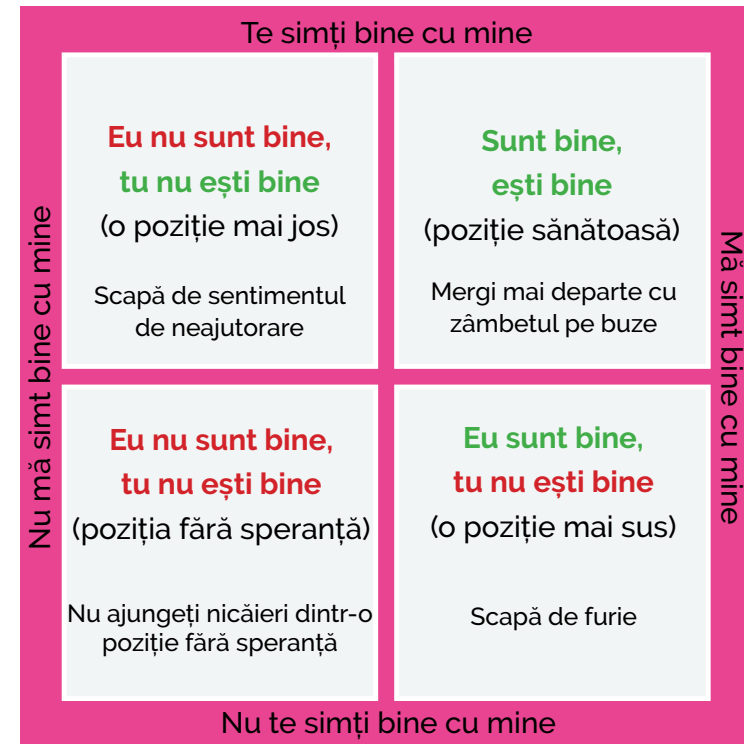 Te simți bine cu mine
Nu mă simt bine cu mine
Eu nu sunt bine,
tu nu ești bine
(o poziție mai jos)
Scapă de sentimentul
de neajutorare
Sunt bine,
ești bine
(poziție sănătoasă)
Mergi mai departe cu
zâmbetul pe buze
Mă simt bine cu mine
Eu nu sunt bine,
tu nu ești bine
(poziția fără speranță)
Nu ajungeți nicăieri dintr-o
poziție fără speranță
Eu sunt bine,
tu nu ești bine
(o poziție mai sus)
Scapă de furie
Nu te simți bine cu mine